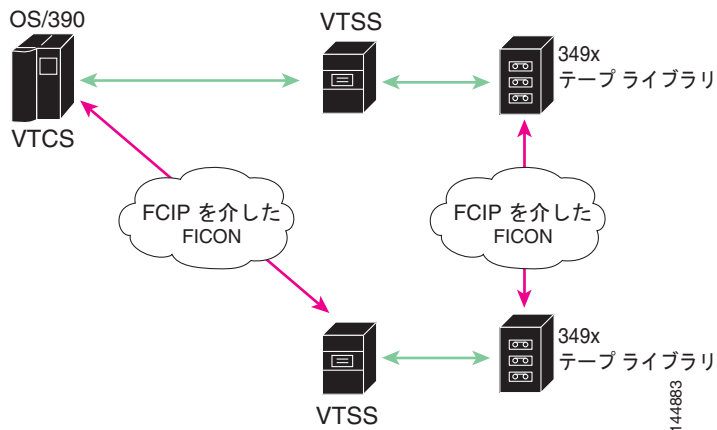 OS/390
VTSS
349x
テープ ライブラリ
VTCS
FCIP を介した
FICON
FCIP を介した
FICON
349x
テープ ライブラリ
VTSS
144883